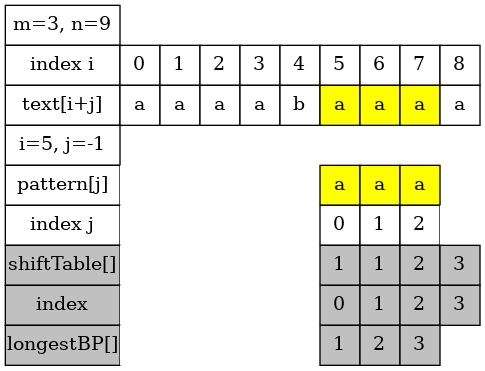 m=3, n=9
index i 0 1 2 3 4 5 6 7 8
text[i+j] a a a a b a a a a
i=5, j=-1
pattern[j] a a a
index j 0 1 2
shiftTable[] 1 1 2 3
index 0 1 2 3
longestBP[] 1 2 3